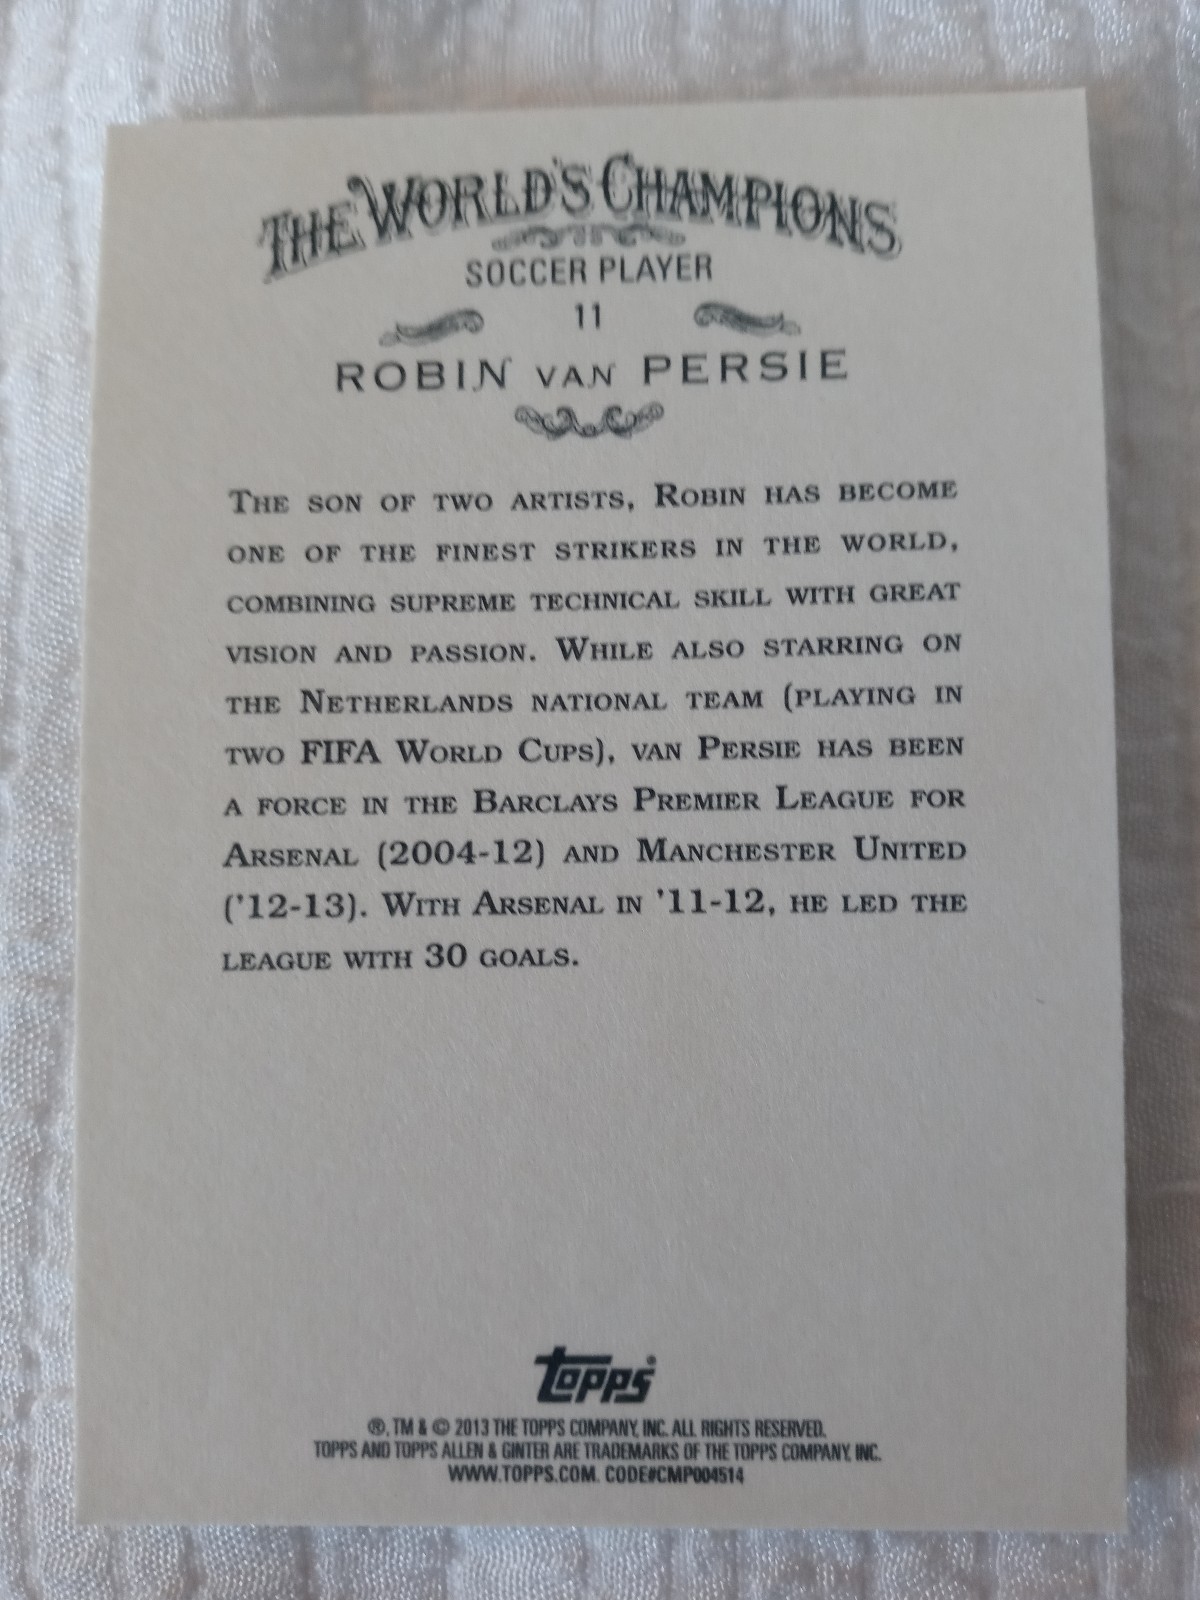 THE WORLD'S CHAMPIONS
SOCCER PLAYER
11
ROBIN VAN PERSIE
THE SON OF TWO ARTISTS, ROBIN HAS BECOME
ONE OF THE FINEST STRIKERS IN THE WORLD,
COMBINING SUPREME TECHNICAL SKILL WITH GREAT
VISION AND PASSION. WHILE ALSO STARRING ON
THE NETHERLANDS NATIONAL TEAM (PLAYING IN
TWO FIFA WORLD CUPS), VAN PERSIE HAS BEEN
A FORCE IN THE BARCLAYS PREMIER LEAGUE FOR
ARSENAL (2004-12) AND MANCHESTER UNITED
('12-13). WITH ARSENAL IN '11-12, HE LED THE
LEAGUE WITH 30 GOALS.
topps®
®, TM & © 2013 THE TOPPS COMPANY, INC. ALL RIGHTS RESERVED.
TOPPS AND TOPPS ALLEN & GINTER ARE TRADEMARKS OF THE TOPPS COMPANY, INC.
WWW.TOPPS.COM. CODE#CMP004514